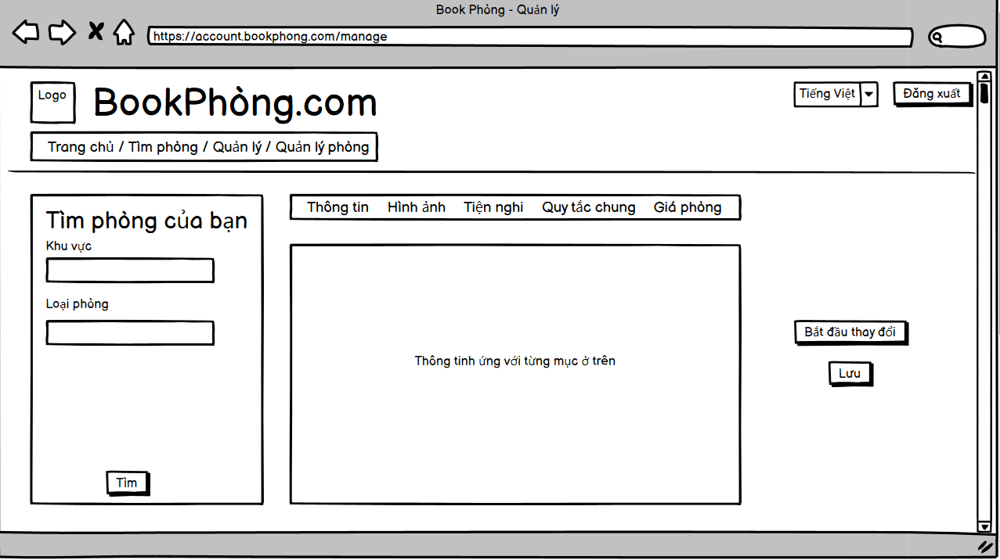 Book Phòng - Quản lý
https://account.bookphong.com/manage
Logo
BookPhòng.com
Tiếng Việt
Đăng xuất
Trang chủ / Tìm phòng / Quản lý / Quản lý phòng
Tìm phòng của bạn
Khu vực
Loại phòng
Tìm
Thông tin Hình ảnh Tiện nghi Quy tắc chung Giá phòng
Thông tinh ứng với từng mục ở trên
Bắt đầu thay đổi
Lưu